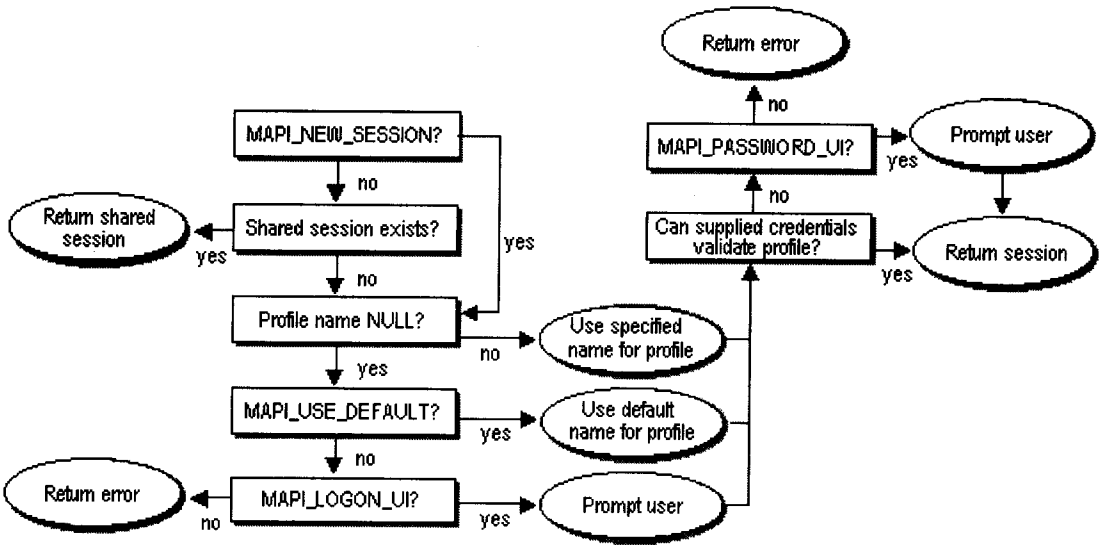 Return error
no
MAPI_NEW_SESSION?
MAPI_PASSWORD_UI?
yes
Prompt user
no
no
Return shared
session
yes
Shared session exists?
yes
Can supplied credentials
validate profile?
yes
Return session
no
Profile name NULL?
no
Use specified
name for profile
yes
MAPI_USE_DEFAULT?
yes
Use default
name for profile
no
Return error
no
MAPI_LOGON_UI?
yes
Prompt user